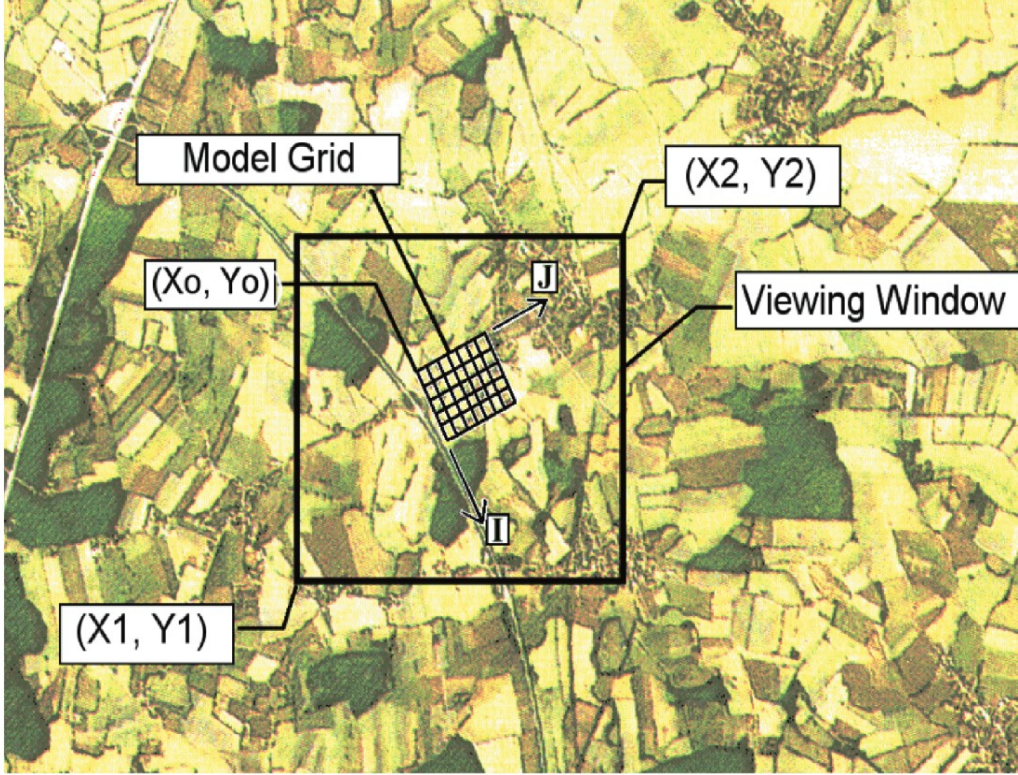 Model Grid
(X2, Y2)
(Xo, Yo)
J
Viewing Window
I
(X1, Y1)